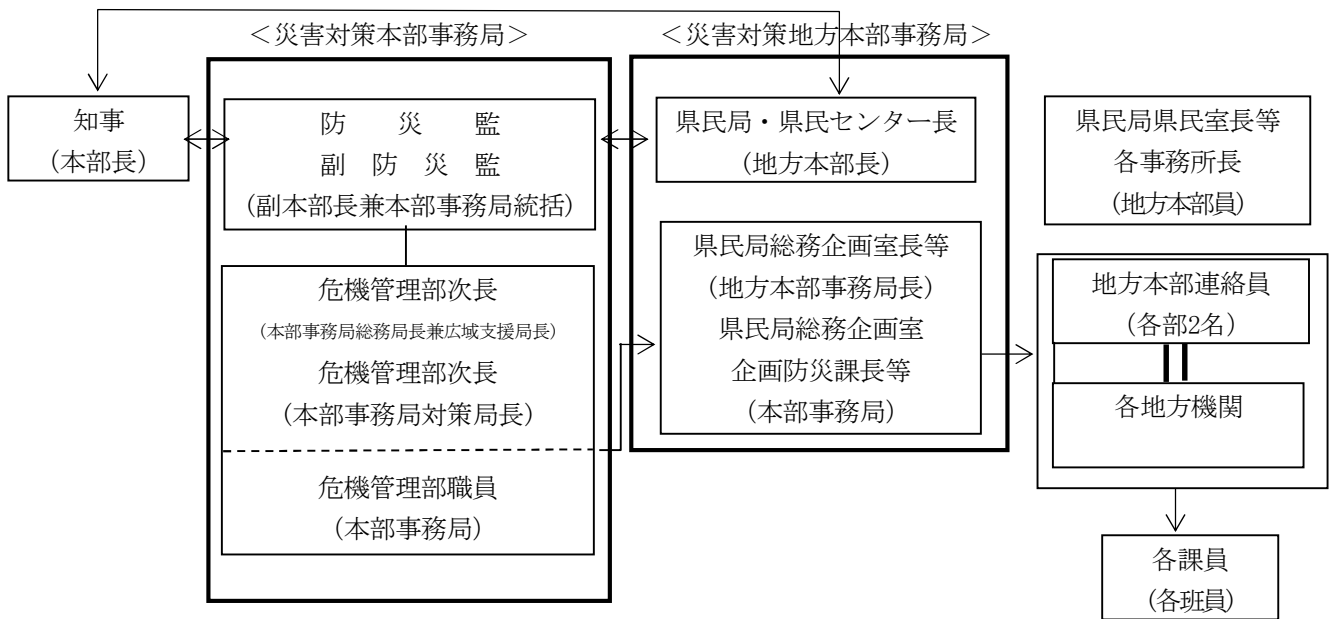 ＜災害対策本部事務局＞
＜災害対策地方本部事務局＞
知事
（本部長）
防　災　監
副　防　災　監
（副本部長兼本部事務局統括）
危機管理部次長
（本部事務局総務局長兼広域支援局長）
危機管理部次長
（本部事務局対策局長）
危機管理部職員
（本部事務局）
県民局・県民センター長
（地方本部長）
県民局総務企画室長等
（地方本部事務局長）
県民局総務企画室
企画防災課長等
（本部事務局）
県民局県民室長等
各事務所長
（地方本部員）
地方本部連絡員
（各部2名）
各地方機関
各課員
（各班員）